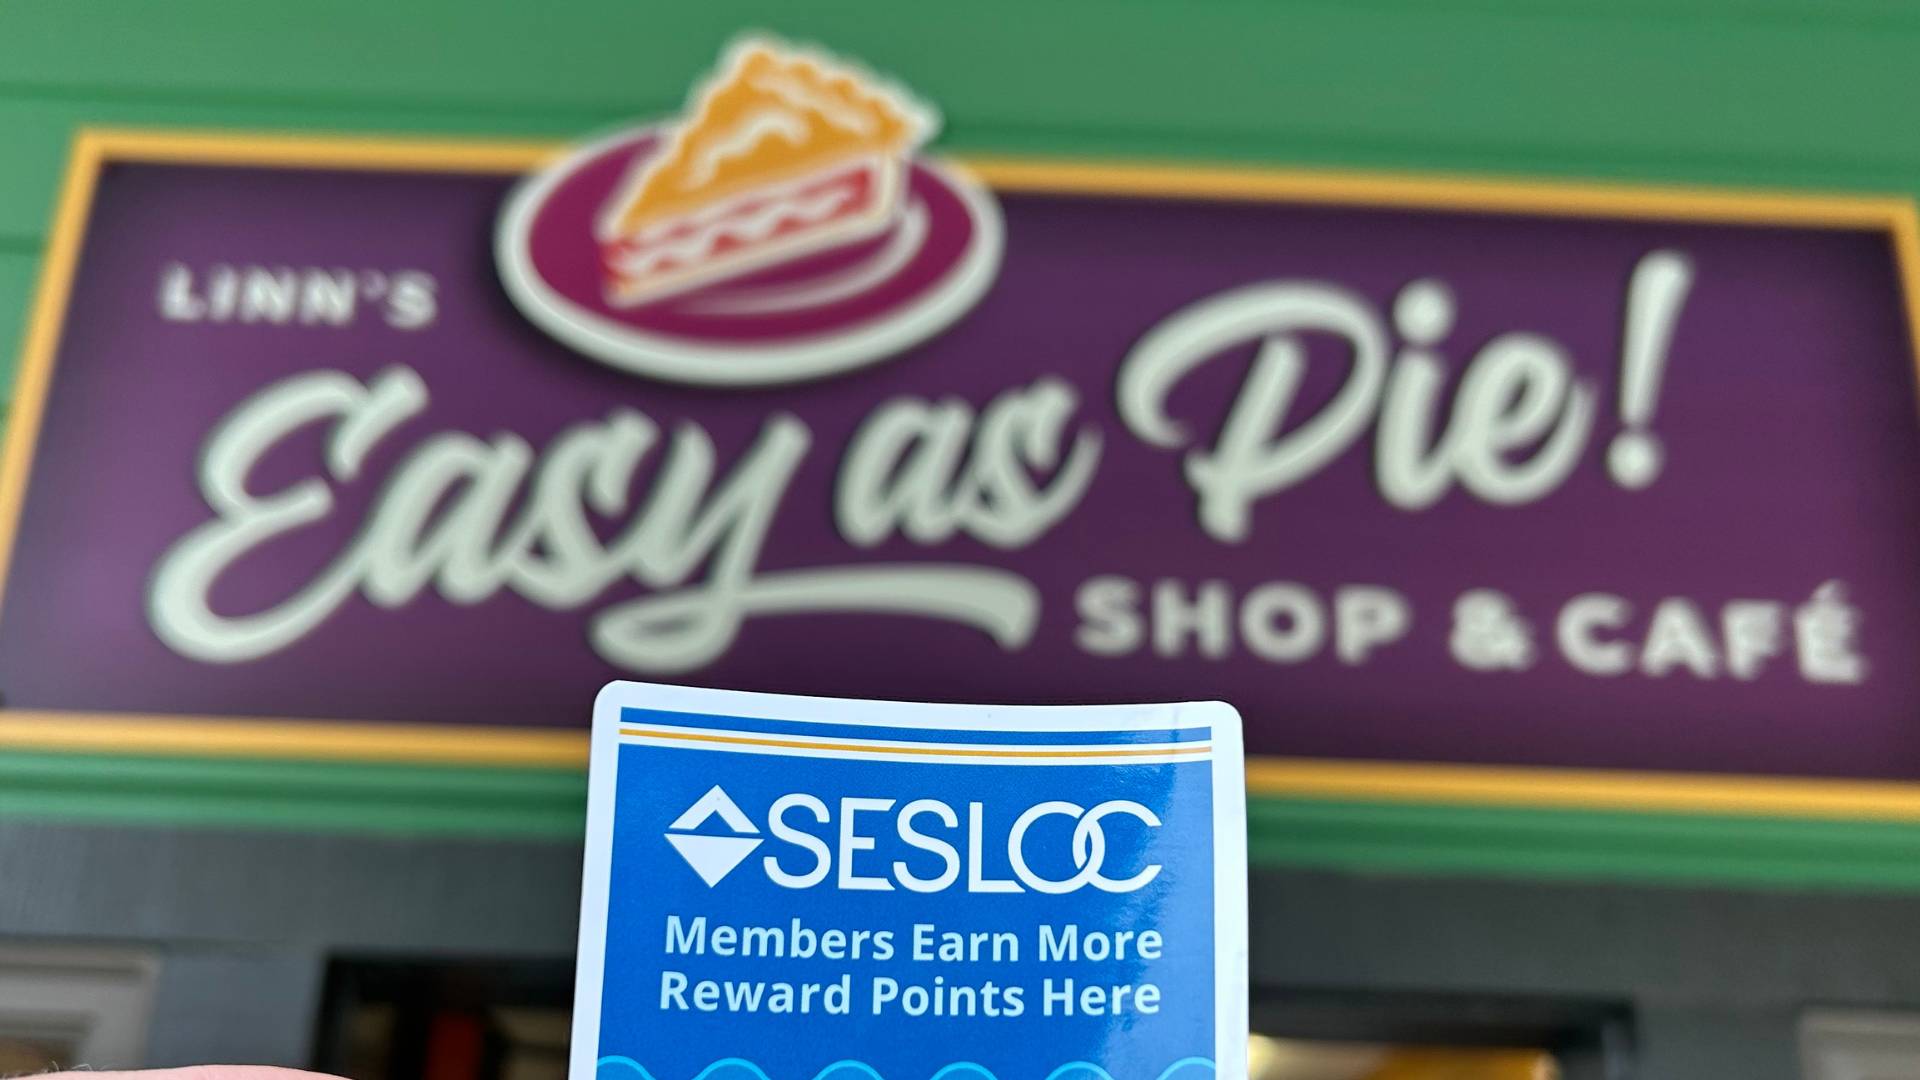 LINN'S
Easy as Pie!
SHOP & CAFÉ
SESLOC
Members Earn More
Reward Points Here